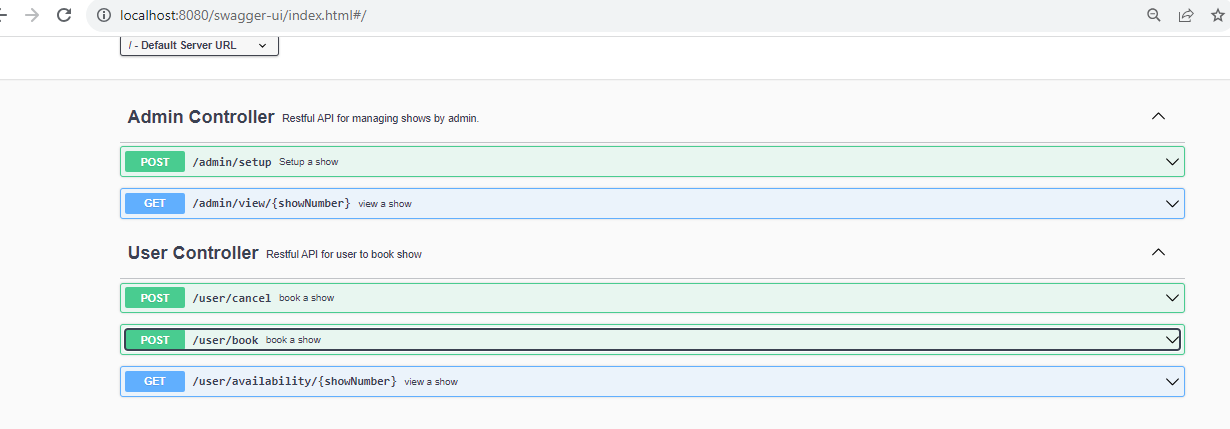 localhost:8080/swagger-ui/index.html#/
/ - Default Server URL
Admin Controller Restful API for managing shows by admin.
POST /admin/setup Setup a show
GET /admin/view/{showNumber} view a show
User Controller Restful API for user to book show
POST /user/cancel book a show
POST /user/book book a show
GET /user/availability/{showNumber} view a show